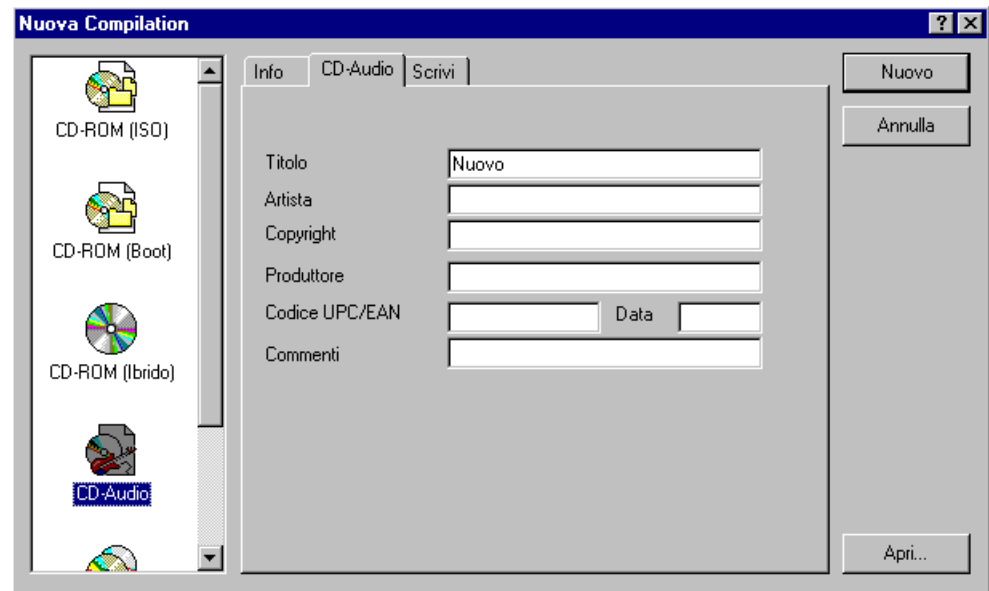 Nuova Compilation
CD-ROM (ISO)
CD-ROM (Boot)
CD-ROM (Ibrido)
CD-Audio
Info CD-Audio Scrivi
Titolo Nuovo
Artista
Copyright
Produttore
Codice UPC/EAN Data
Commenti
Nuovo
Annulla
Apri...